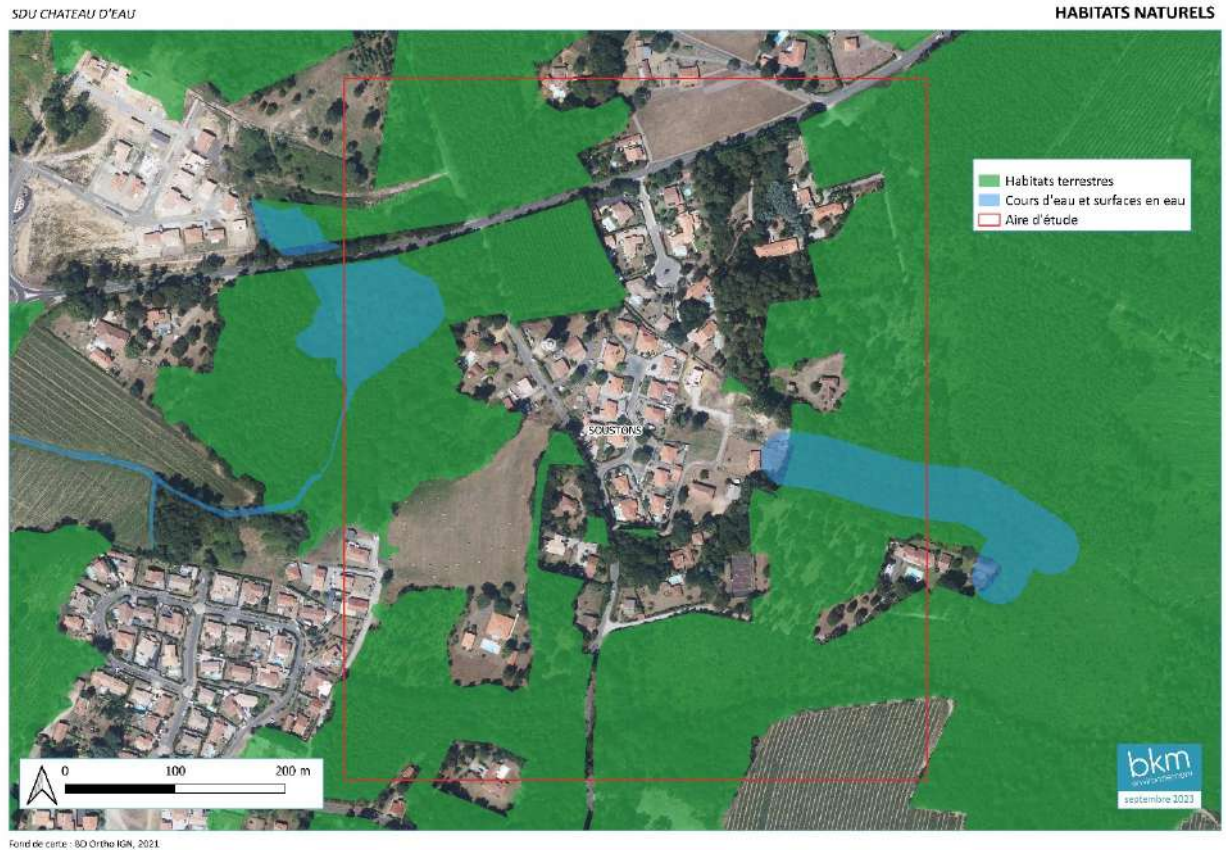 SDU CHATEAU D'EAU
HABITATS NATURELS
Habitats terrestres
Cours d'eau et surfaces en eau
Aire d'étude
SOUSTONS
0 100 200 m
bkm
environnement
septembre 2023
Fond de carte : BD Ortho IGN, 2021